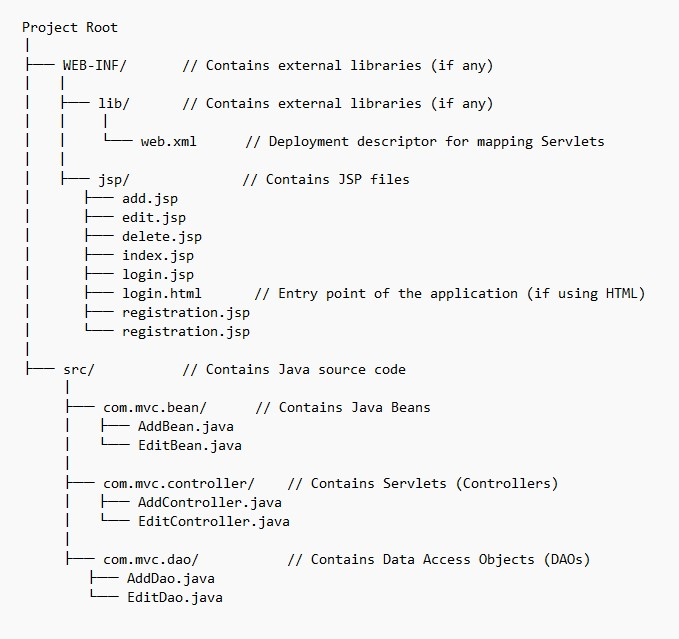 Project Root
|
├── WEB-INF/       // Contains external libraries (if any)
|   |
|   ├── lib/       // Contains external libraries (if any)
|   |    |
|   |    └── web.xml      // Deployment descriptor for mapping Servlets
|   |
|   ├── jsp/              // Contains JSP files
|       ├── add.jsp
|       ├── edit.jsp
|       ├── delete.jsp
|       ├── index.jsp
|       ├── login.jsp
|       ├── login.html       // Entry point of the application (if using HTML)
|       ├── registration.jsp
|       └── registration.jsp
|
├── src/           // Contains Java source code
    |
    ├── com.mvc.bean/      // Contains Java Beans
    |   ├── AddBean.java
    |   └── EditBean.java
    |
    ├── com.mvc.controller/    // Contains Servlets (Controllers)
    |   ├── AddController.java
    |   └── EditController.java
    |
    ├── com.mvc.dao/           // Contains Data Access Objects (DAOs)
       ├── AddDao.java
       └── EditDao.java